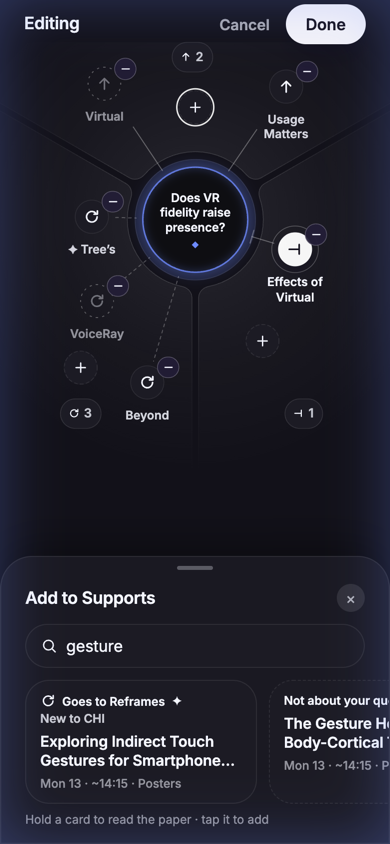 Editing
Cancel
Done
2
Virtual
Usage
Matters
Does VR
fidelity raise
presence?
Tree's
Effects of
Virtual
VoiceRay
3
Beyond
1
Add to Supports
gesture
Goes to Reframes
New to CHI
Exploring Indirect Touch
Gestures for Smartphone...
Mon 13 · ~14:15 · Posters
Not about your qu
The Gesture H
Body-Cortical
Mon 13 · ~14:15 · P
Hold a card to read the paper · tap it to add